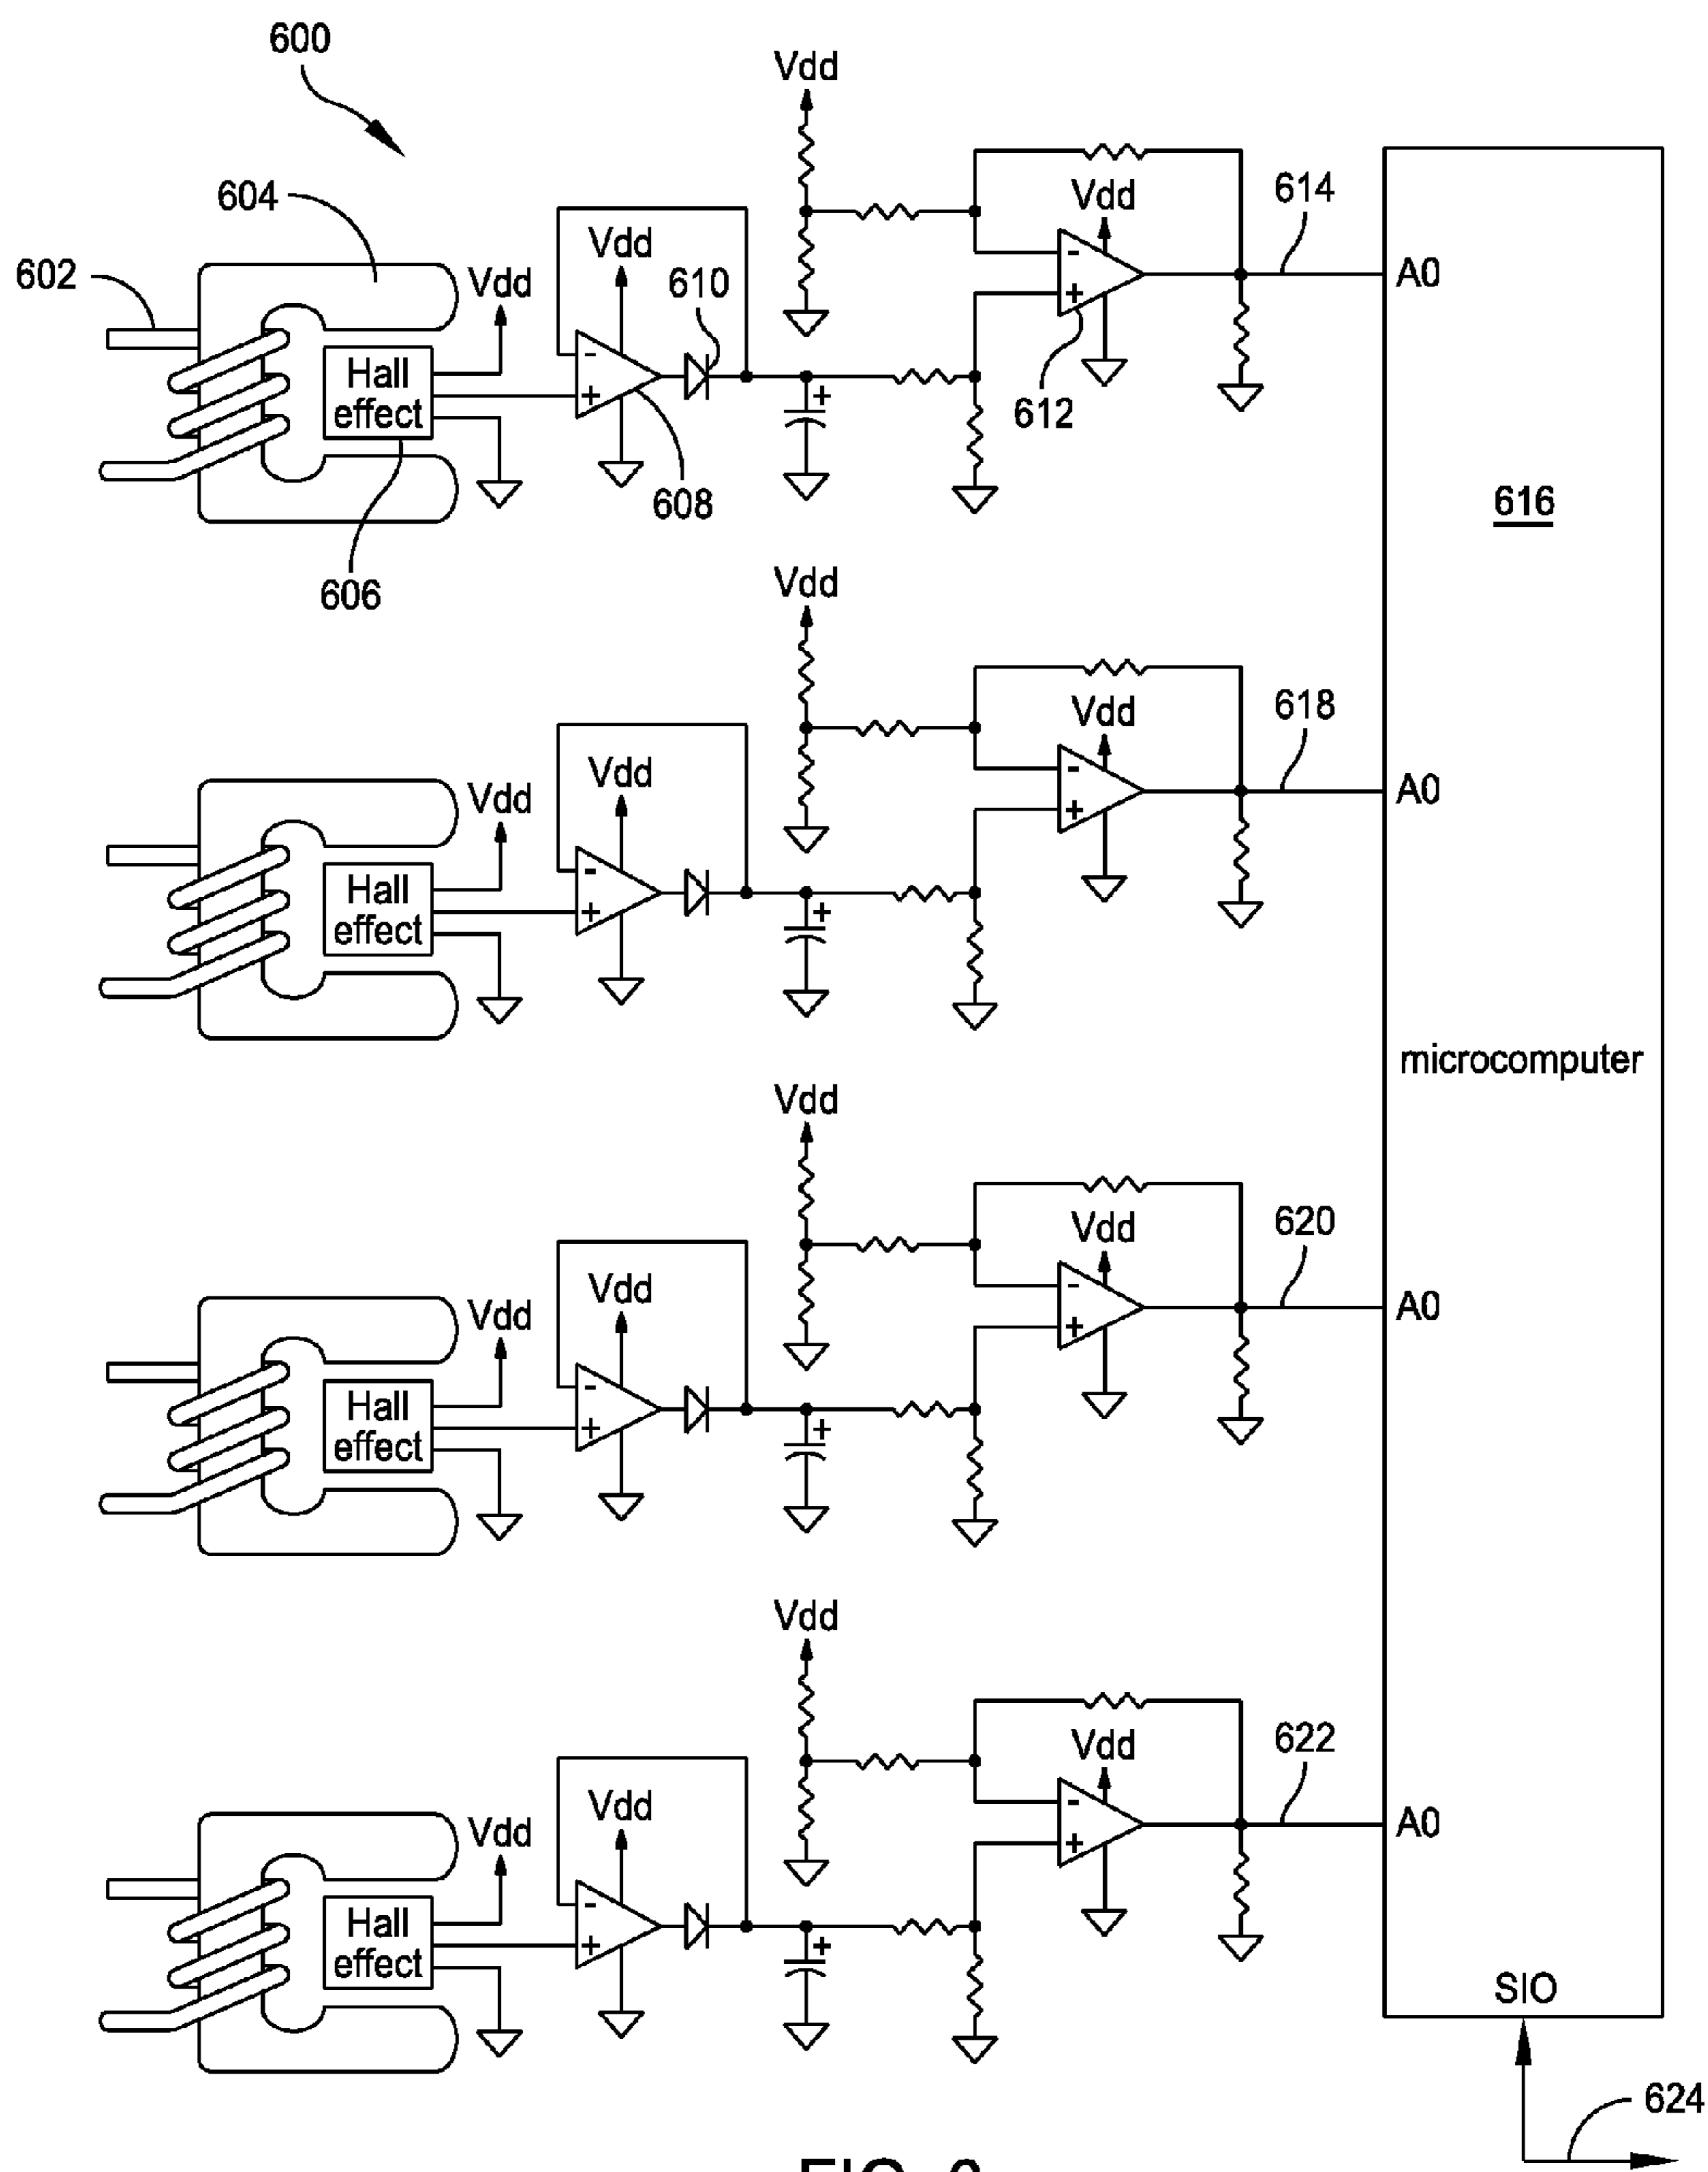 600
Vdd
604
Vdd
614
602
Vdd
Vdd
610
-
+
A0
Hall
effect
-
+
+
612
608
616
606
Vdd
Vdd
618
Vdd
Vdd
-
+
A0
Hall
effect
-
+
+
microcomputer
Vdd
Vdd
620
Vdd
Vdd
-
+
A0
Hall
effect
-
+
+
Vdd
Vdd
622
Vdd
Vdd
-
+
A0
Hall
effect
-
+
+
SIO
624